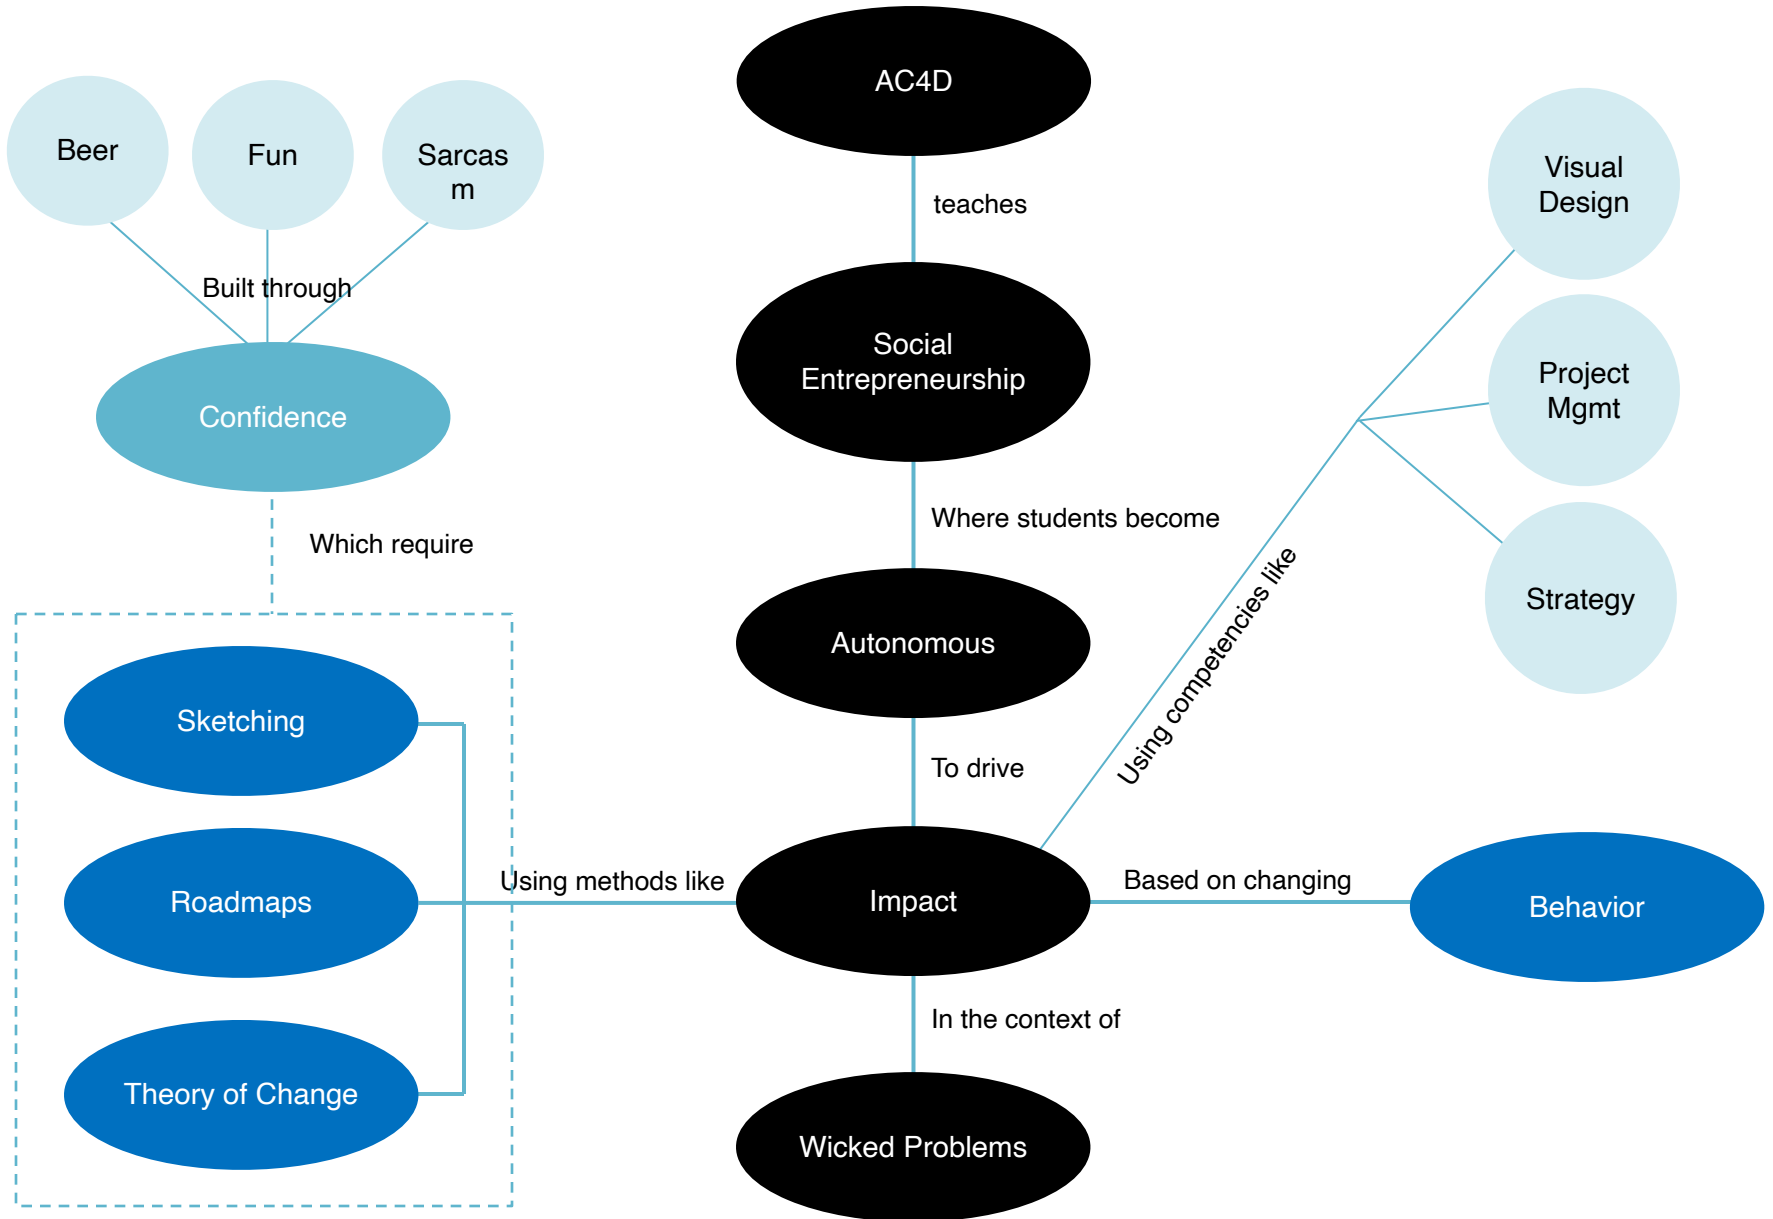 AC4D
Beer
Fun
Sarcas
m
Visual
Design
teaches
Built through
Social
Entrepreneurship
Project
Mgmt
Confidence
Where students become
Which require
Using competencies like
Strategy
Autonomous
Sketching
To drive
Using methods like
Based on changing
Roadmaps
Impact
Behavior
In the context of
Theory of Change
Wicked Problems